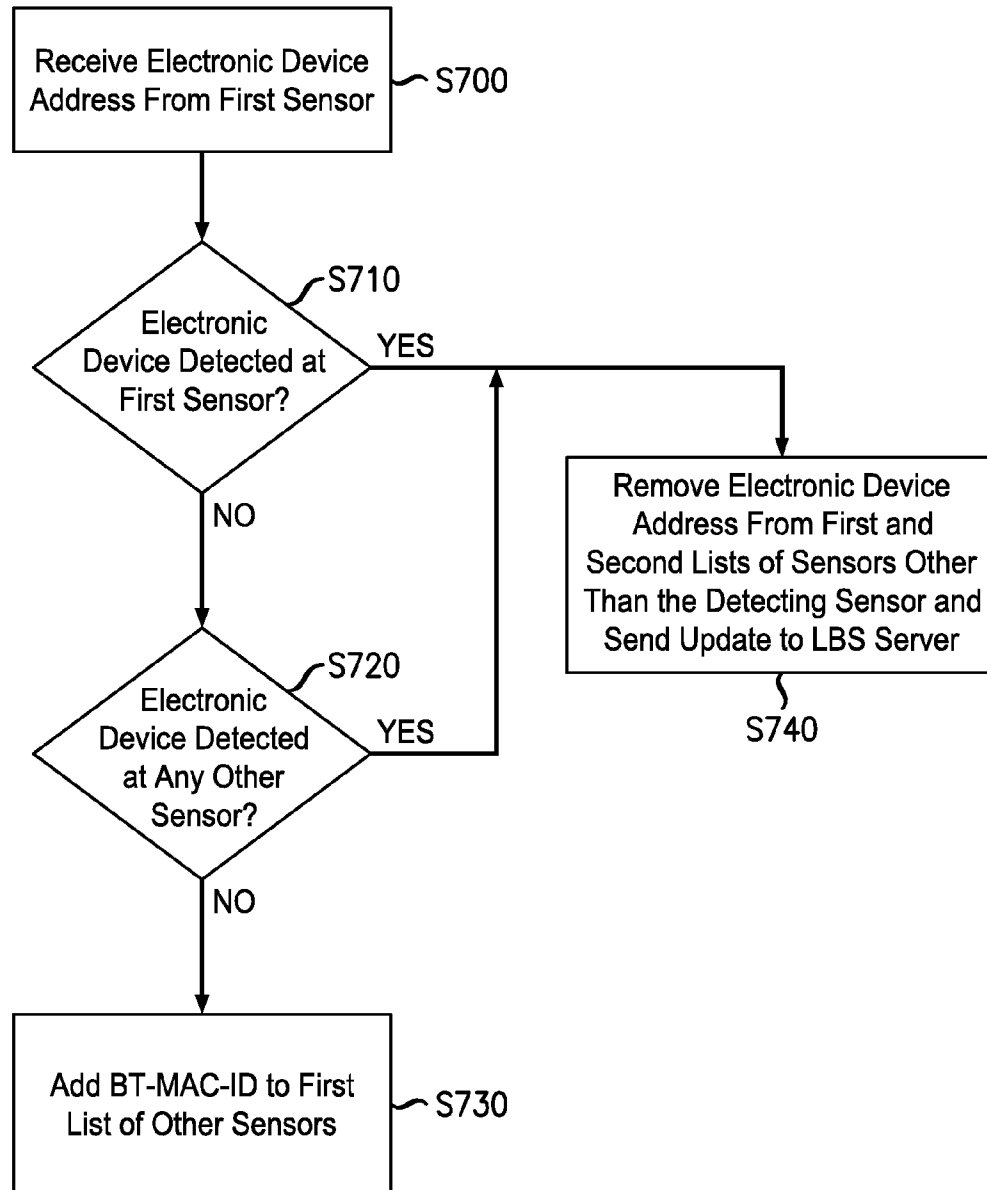 Receive Electronic Device
Address From First Sensor
S700
S710
Electronic
Device Detected at
First Sensor?
YES
NO
Remove Electronic Device
Address From First and
Second Lists of Sensors Other
Than the Detecting Sensor and
Send Update to LBS Server
S740
S720
Electronic
Device Detected
at Any Other
Sensor?
YES
NO
Add BT-MAC-ID to First
List of Other Sensors
S730